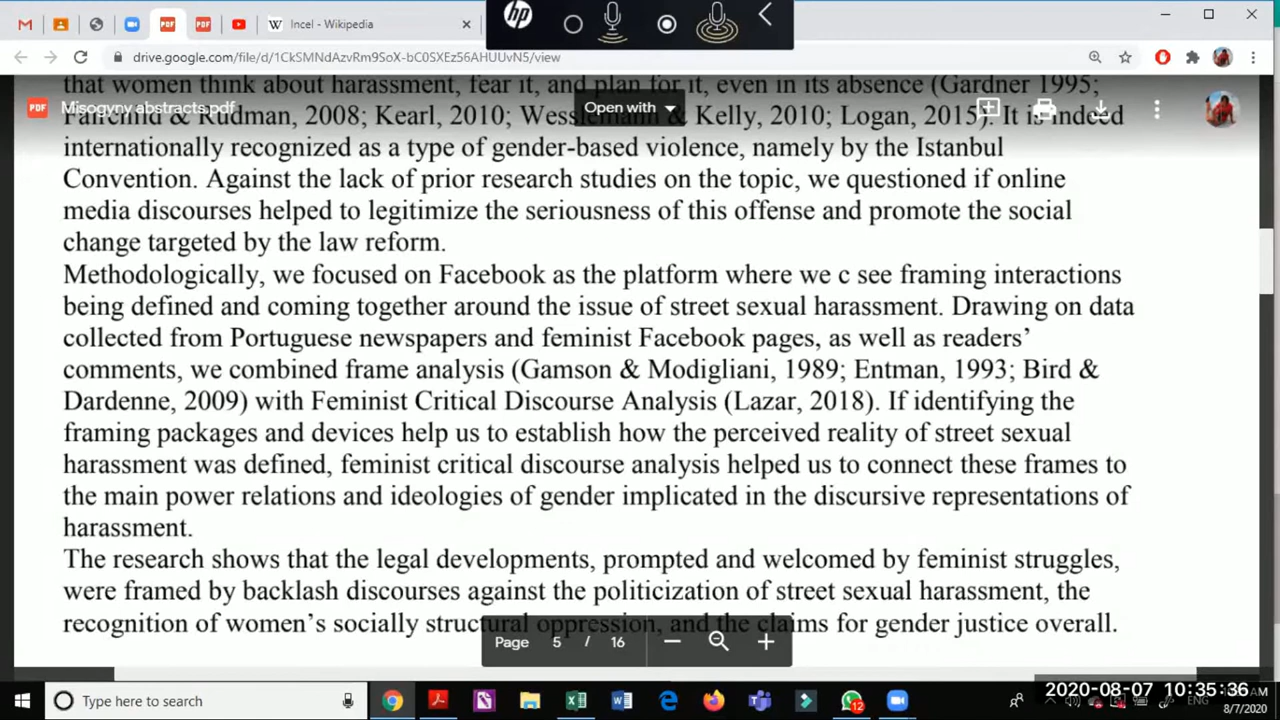 Incel - Wikipedia
hp
drive.google.com/file/d/1CkSMNdAzvRm9SoX-bC0SXEz56AHUUvN5/view
that women think about harassment, fear it, and plan for it, even in its absence (Gardner 1995;
PDF Misogyny abstracts.pdf
Open with
Fairchild & Rudman, 2008; Kearl, 2010; Wesselmann & Kelly, 2010; Logan, 2015). It is indeed
internationally recognized as a type of gender-based violence, namely by the Istanbul
Convention. Against the lack of prior research studies on the topic, we questioned if online
media discourses helped to legitimize the seriousness of this offense and promote the social
change targeted by the law reform.
Methodologically, we focused on Facebook as the platform where we c see framing interactions
being defined and coming together around the issue of street sexual harassment. Drawing on data
collected from Portuguese newspapers and feminist Facebook pages, as well as readers’
comments, we combined frame analysis (Gamson & Modigliani, 1989; Entman, 1993; Bird &
Dardenne, 2009) with Feminist Critical Discourse Analysis (Lazar, 2018). If identifying the
framing packages and devices help us to establish how the perceived reality of street sexual
harassment was defined, feminist critical discourse analysis helped us to connect these frames to
the main power relations and ideologies of gender implicated in the discursive representations of
harassment.
The research shows that the legal developments, prompted and welcomed by feminist struggles,
were framed by backlash discourses against the politicization of street sexual harassment, the
recognition of women’s socially structural oppression, and the claims for gender justice overall.
Page 5 / 16
Type here to search
12
2020-08-07 10:35:36
ENG
8/7/2020